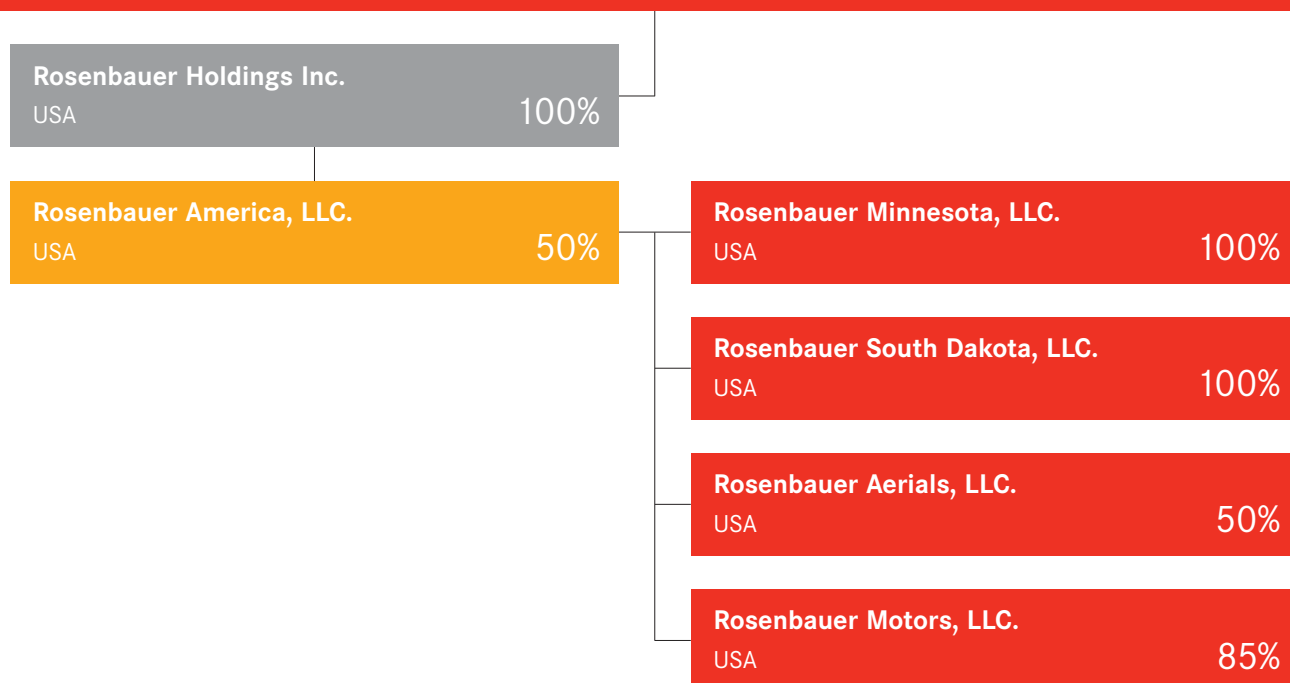 Rosenbauer Holdings Inc.
USA 100%
Rosenbauer America, LLC.
USA 50%
Rosenbauer Minnesota, LLC.
USA 100%
Rosenbauer South Dakota, LLC.
USA 100%
Rosenbauer Aerials, LLC.
USA 50%
Rosenbauer Motors, LLC.
USA 85%